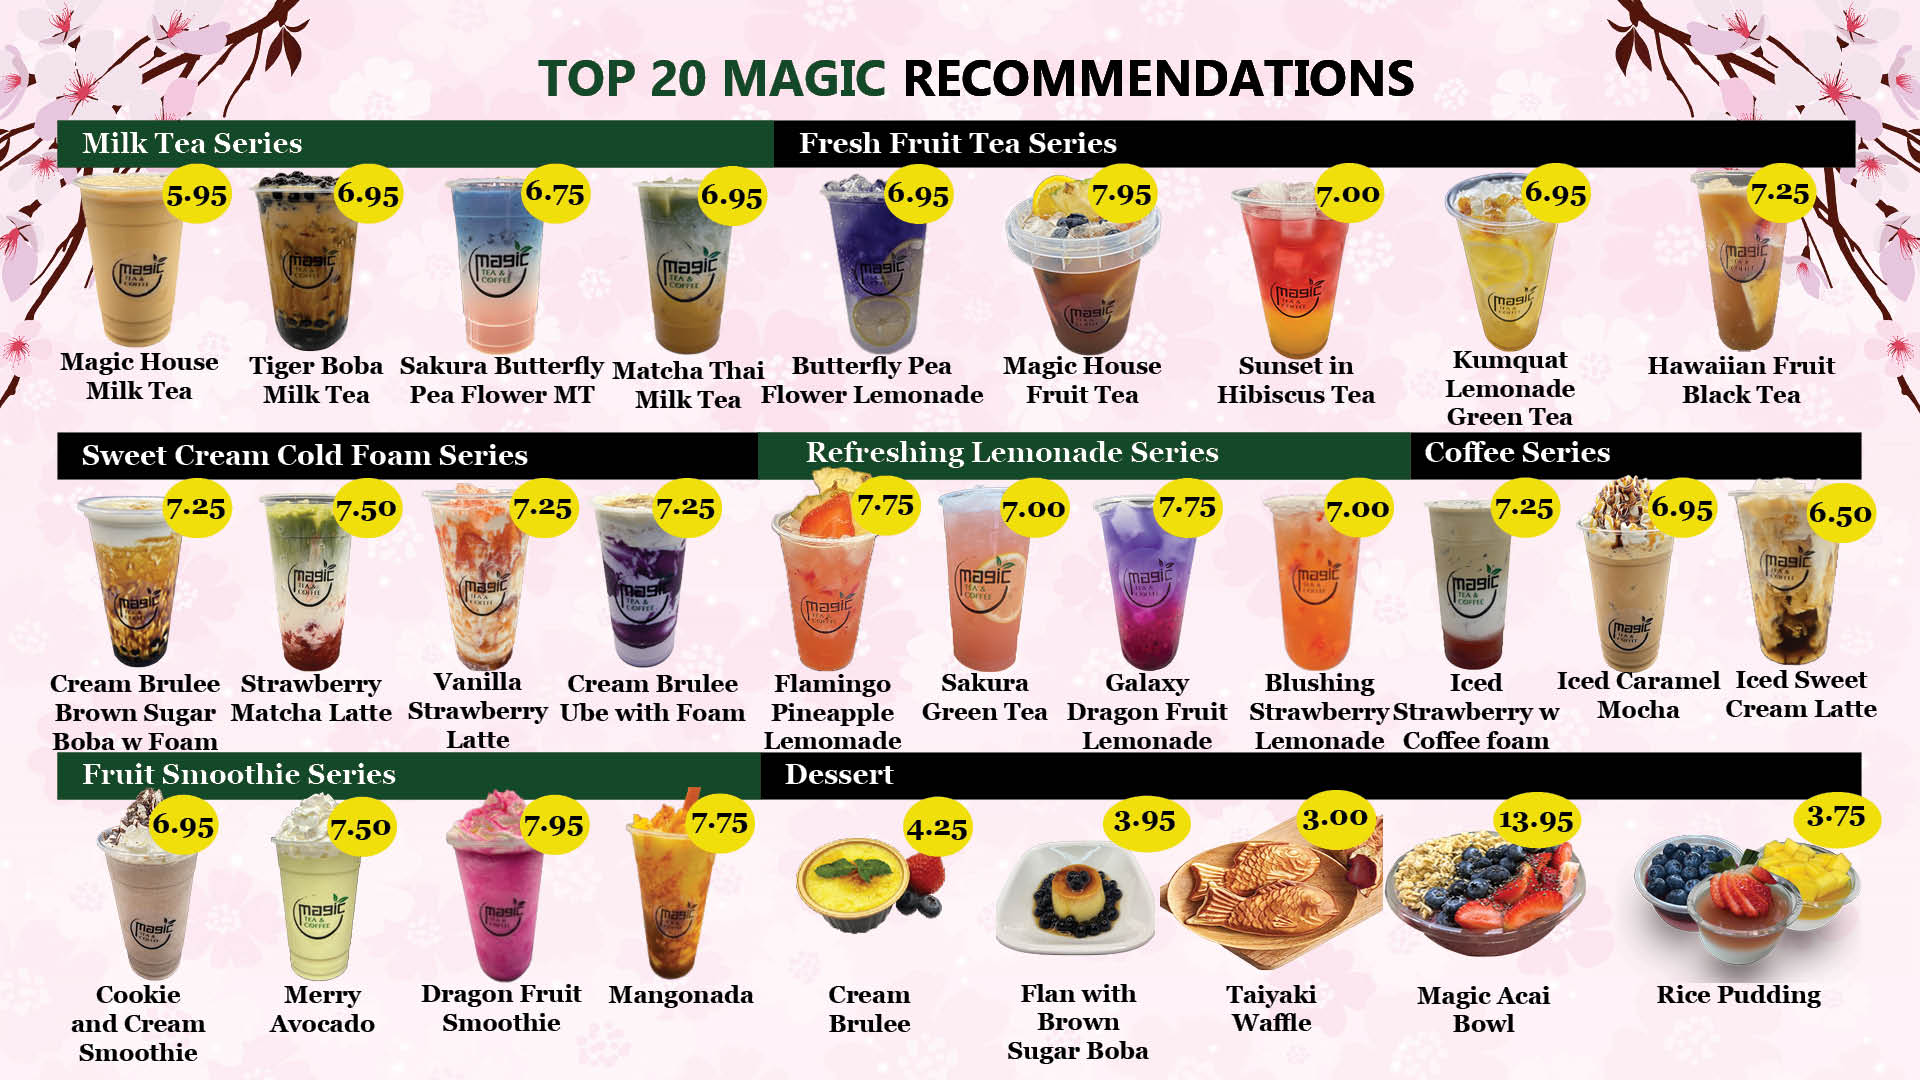 TOP 20 MAGIC RECOMMENDATIONS
Milk Tea Series
Fresh Fruit Tea Series
5.95
6.95
6.75
6.95
6.95
7.95
7.00
6.95
7.25
magic
TEA &
COFFEE
Magic House
Milk Tea
Tiger Boba
Milk Tea
Sakura Butterfly
Pea Flower MT
Matcha Thai
Milk Tea
Butterfly Pea
Flower Lemonade
Magic House
Fruit Tea
Sunset in
Hibiscus Tea
Kumquat
Lemonade
Green Tea
Hawaiian Fruit
Black Tea
Sweet Cream Cold Foam Series
Refreshing Lemonade Series
Coffee Series
7.25
7.50
7.25
7.25
7.75
7.00
7.75
7.00
7.25
6.95
6.50
Cream Brulee
Brown Sugar
Boba w Foam
Strawberry
Matcha Latte
Vanilla
Strawberry
Latte
Cream Brulee
Ube with Foam
Flamingo
Pineapple
Lemomade
Sakura
Green Tea
Galaxy
Dragon Fruit
Lemonade
Blushing
Strawberry
Lemonade
Iced
Strawberry w
Coffee foam
Iced Caramel
Mocha
Iced Sweet
Cream Latte
Fruit Smoothie Series
Dessert
6.95
7.50
7.95
7.75
4.25
3.95
3.00
13.95
3.75
Cookie
and Cream
Smoothie
Merry
Avocado
Dragon Fruit
Smoothie
Mangonada
Cream
Brulee
Flan with
Brown
Sugar Boba
Taiyaki
Waffle
Magic Acai
Bowl
Rice Pudding